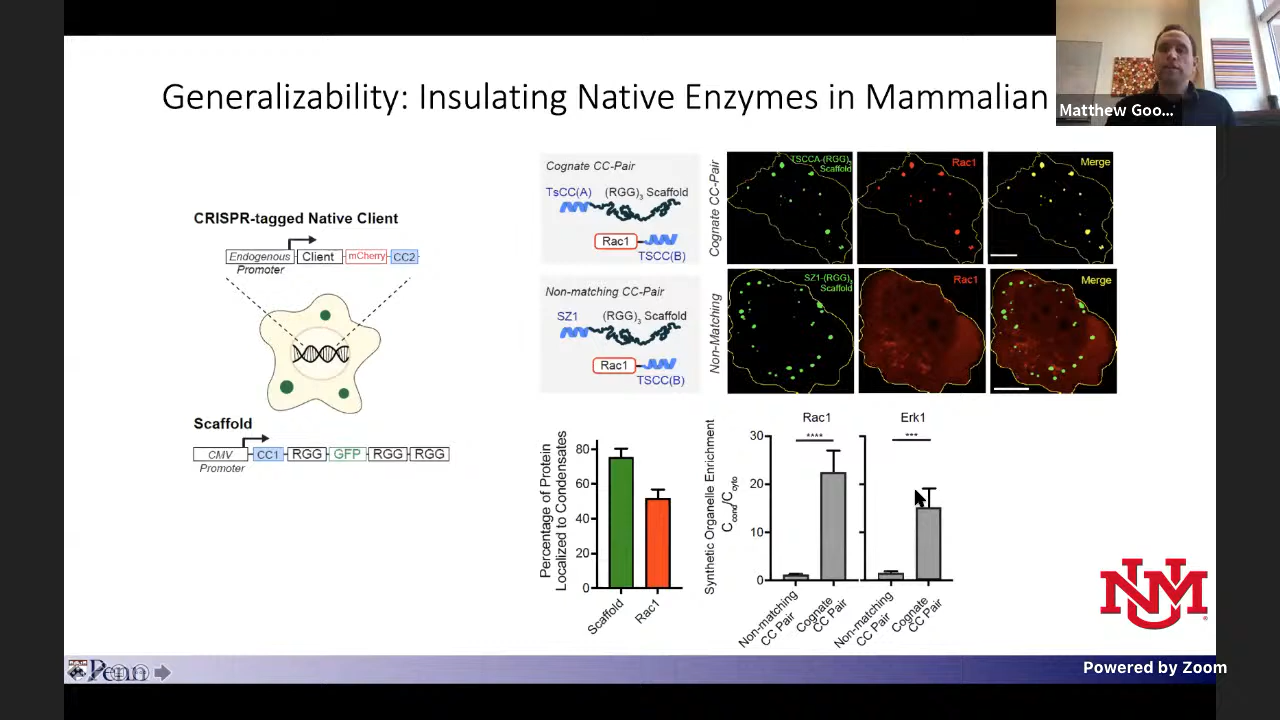 Generalizability: Insulating Native Enzymes in Mammalian
Matthew Goo...
CRISPR-tagged Native Client
Endogenous
Promoter
Client
mCherry
CC2
Scaffold
CMV
Promoter
CC1
RGG
GFP
RGG
RGG
Cognate CC-Pair
TsCC(A) (RGG)3 Scaffold
Rac1
TSCC(B)
Non-matching CC-Pair
SZ1 (RGG)3 Scaffold
Rac1
TSCC(B)
Cognate CC-Pair
TSCCA-(RGG)3
Scaffold
Rac1
Merge
Non-Matching
SZ1-(RGG)3
Scaffold
Rac1
Merge
Percentage of Protein
Localized to Condensates
80
60
40
20
0
Scaffold
Rac1
Synthetic Organelle Enrichment
Ccond/Ccyto
Rac1
Erk1
****
***
30
20
10
0
Non-matching
CC Pair
Cognate
CC Pair
Non-matching
CC Pair
Cognate
CC Pair
UNM
Penn
Powered by Zoom